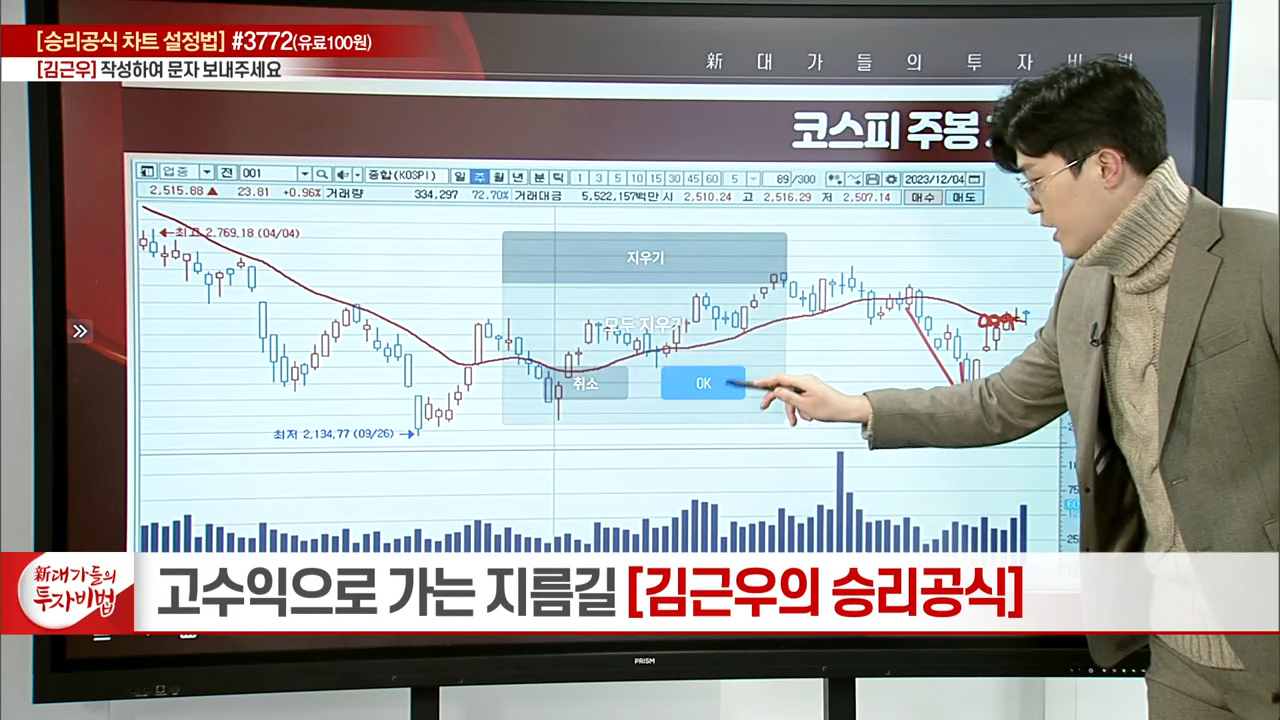 [승리공식 차트 설정법] #3772(유료100원)
[김근우] 작성하여 문자 보내주세요
新 대 가 들 의 투 자 비 법
코스피 주봉
업종 전 001 종합(KOSPI) 일 주 월 년 분 틱 1 3 5 10 15 30 45 60 5 89/300 2023/12/04
2,515.88 ▲ 23.81 +0.96% 거래량 334,297 72.70% 거래대금 5,522,157백만 시 2,510.24 고 2,516.29 저 2,507.14 매수 매도
←최고 2,769.18 (04/04)
지우기
모두 지우기
취소 OK
최저 2,134.77 (09/26)→
新대가들의
투자비법
고수익으로 가는 지름길 [김근우의 승리공식]
PRISM